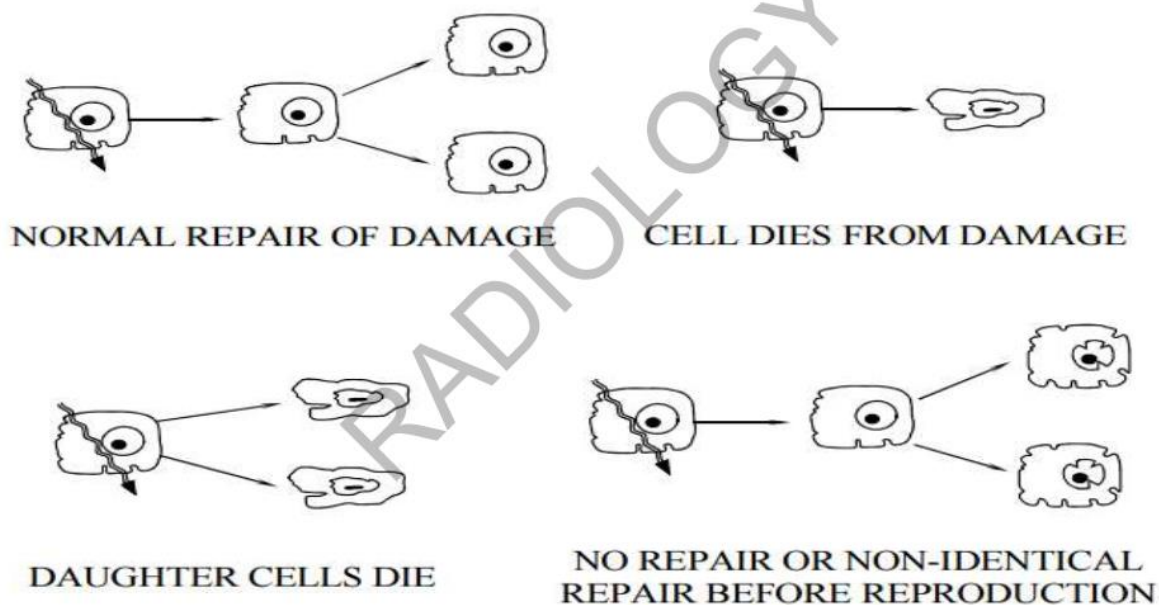 RADIOLOGY
NORMAL REPAIR OF DAMAGE
CELL DIES FROM DAMAGE
DAUGHTER CELLS DIE
NO REPAIR OR NON-IDENTICAL
REPAIR BEFORE REPRODUCTION